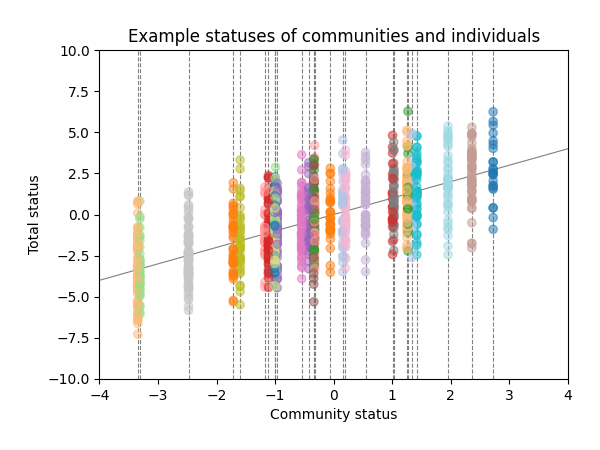 Example statuses of communities and individuals
10.0
7.5
5.0
2.5
0.0
−2.5
−5.0
−7.5
−10.0
Total status
−4 −3 −2 −1 0 1 2 3 4
Community status